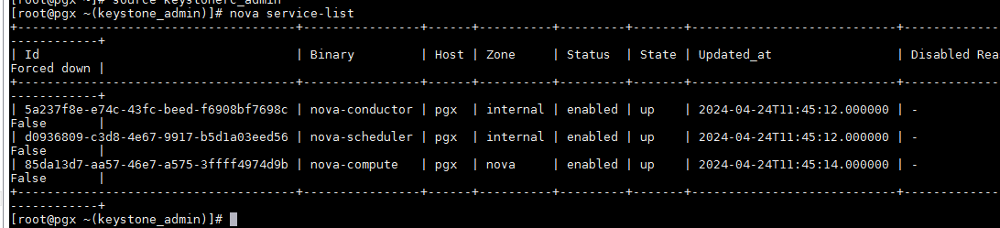 [root@pgx ~]# source keystonerc_admin
[root@pgx ~(keystone_admin)]# nova service-list
+--------------------------------------+----------------+------+----------+---------+-------+----------------------------+-------------
------------+
| Id                                   | Binary         | Host | Zone     | Status  | State | Updated_at                 | Disabled Rea
Forced down |
+--------------------------------------+----------------+------+----------+---------+-------+----------------------------+-------------
------------+
| 5a237f8e-e74c-43fc-beed-f6908bf7698c | nova-conductor | pgx  | internal | enabled | up    | 2024-04-24T11:45:12.000000 | -
False       |
| d0936809-c3d8-4e67-9917-b5d1a03eed56 | nova-scheduler | pgx  | internal | enabled | up    | 2024-04-24T11:45:12.000000 | -
False       |
| 85da13d7-aa57-46e7-a575-3ffff4974d9b | nova-compute   | pgx  | nova     | enabled | up    | 2024-04-24T11:45:14.000000 | -
False       |
+--------------------------------------+----------------+------+----------+---------+-------+----------------------------+-------------
------------+
[root@pgx ~(keystone_admin)]#